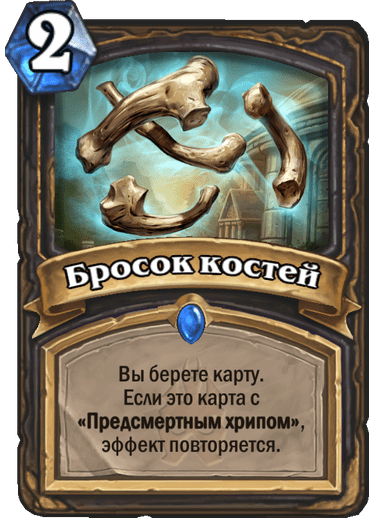 2
Бросок костей
Вы берете карту.
Если это карта с
«Предсмертным хрипом»,
эффект повторяется.